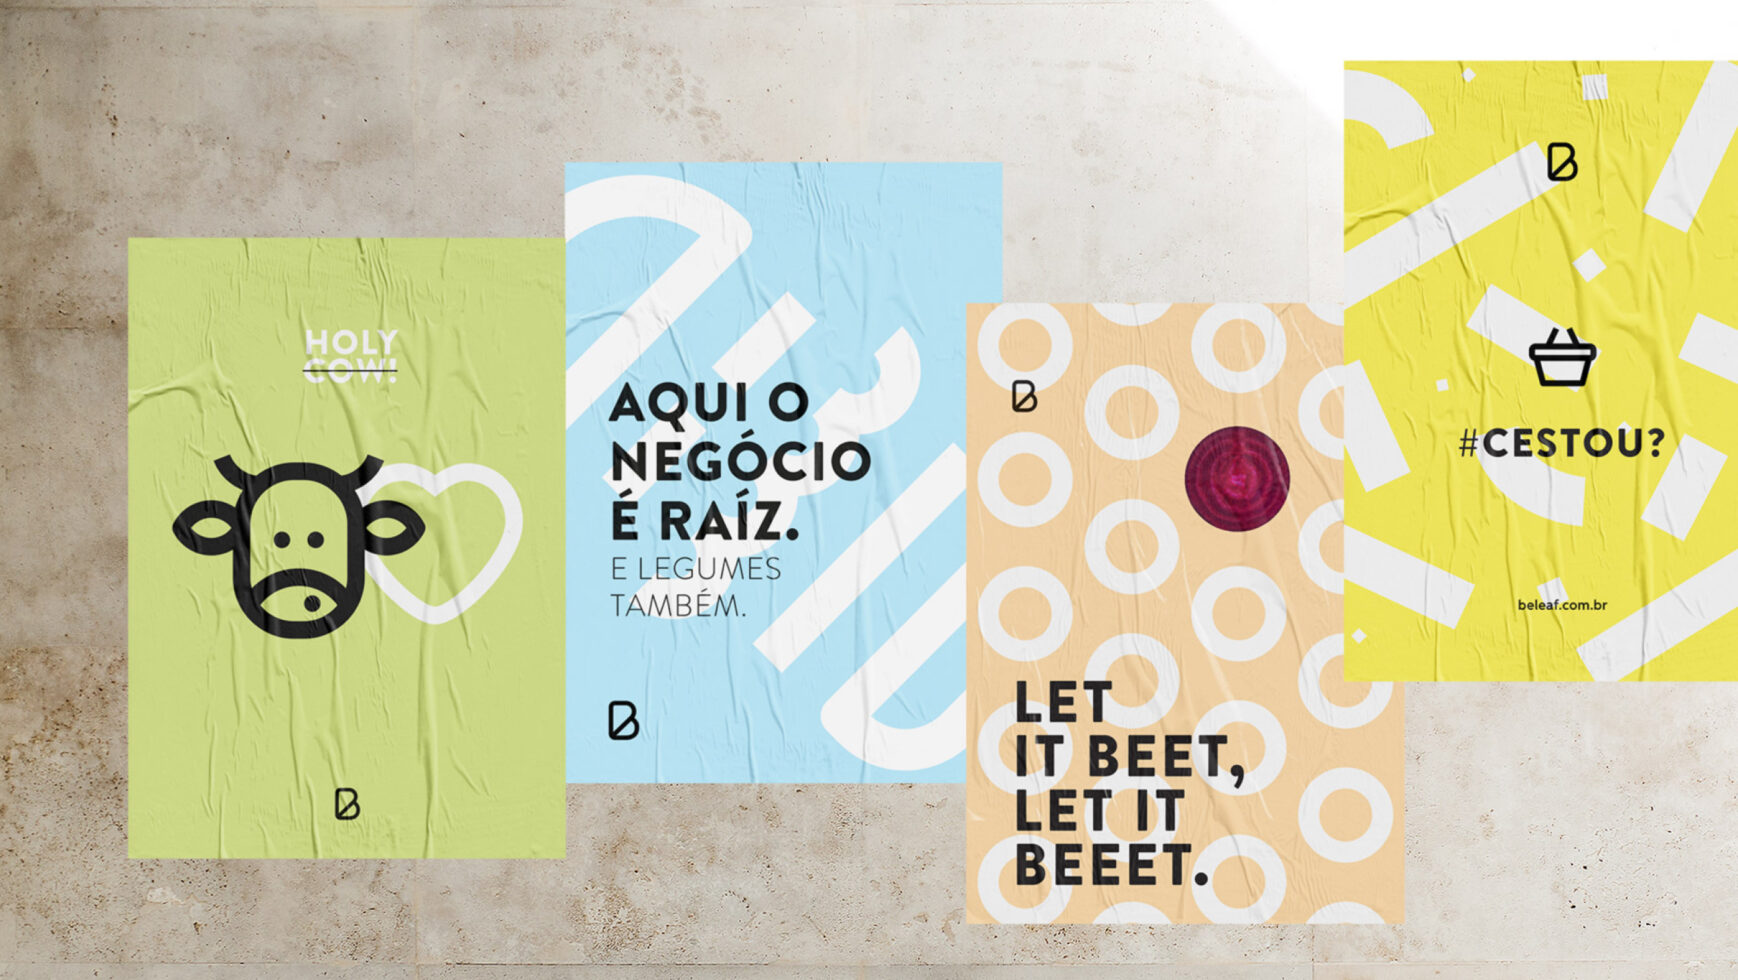 HOLY
COW!
B
AQUI O
NEGÓCIO
É RAÍZ.
E LEGUMES
TAMBÉM.
B
B
LET
IT BEET,
LET IT
BEEET.
B
#CESTOU?
beleaf.com.br